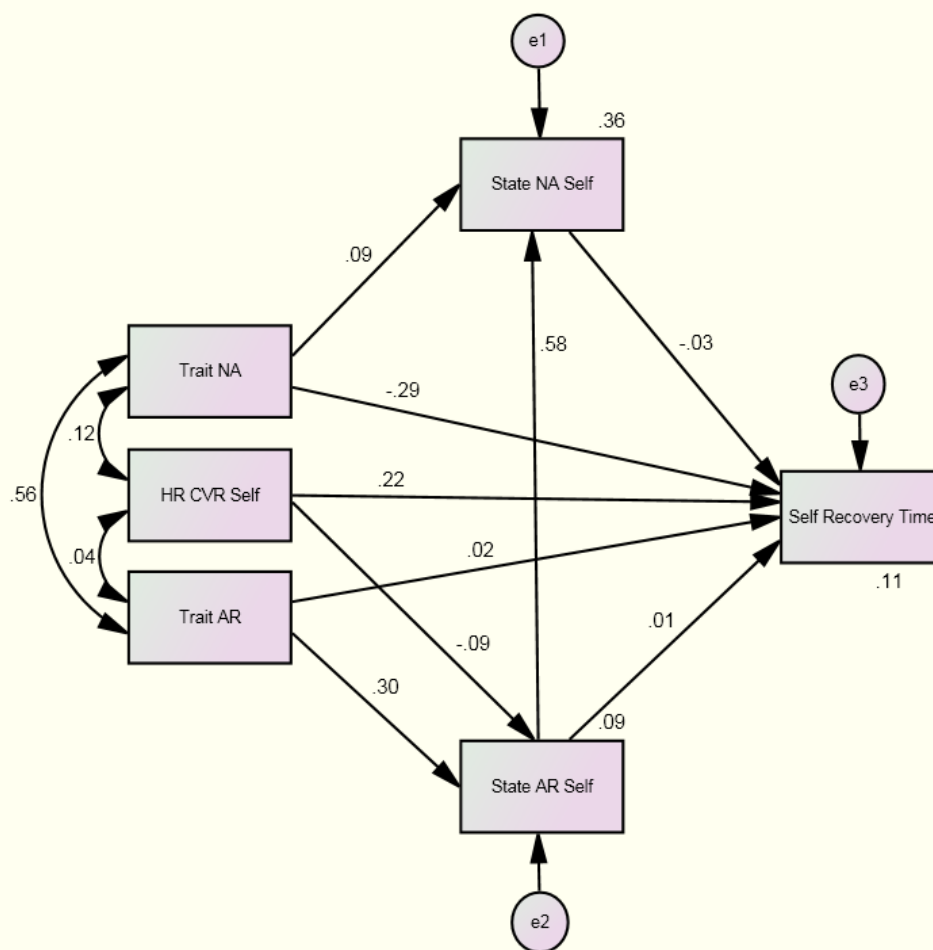 e1
.36
State NA Self
.09
.58
-.03
Trait NA
-.29
e3
.12
HR CVR Self
.22
Self Recovery Time
.56
.04
.02
.11
Trait AR
-.09
.01
.30
.09
State AR Self
e2